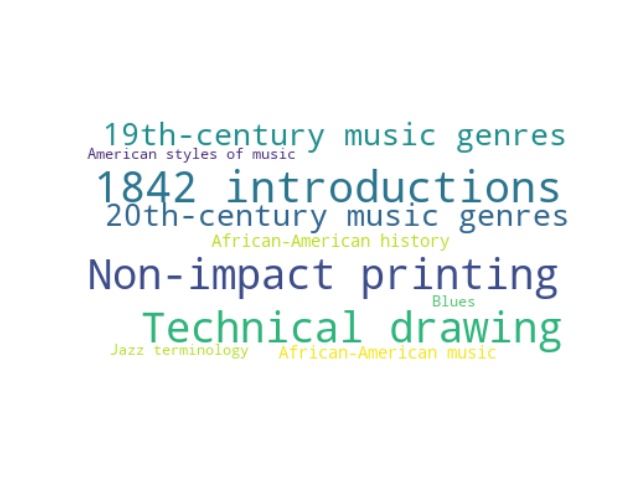 19th-century music genres
American styles of music
1842 introductions
20th-century music genres
African-American history
Non-impact printing
Blues
Technical drawing
Jazz terminology
African-American music